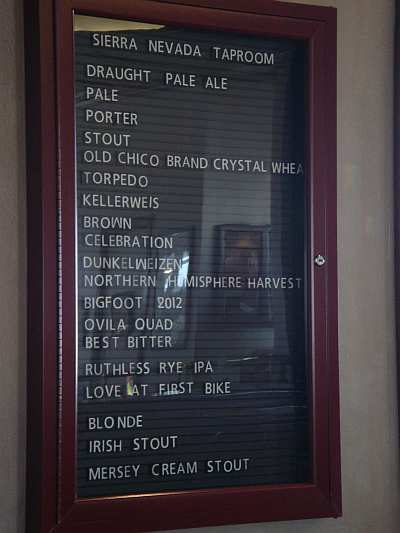 SIERRA NEVADA TAPROOM
DRAUGHT PALE ALE
PALE
PORTER
STOUT
OLD CHICO BRAND CRYSTAL WHEA
TORPEDO
KELLERWEIS
BROWN
CELEBRATION
DUNKELWEIZEN
NORTHERN HEMISPHERE HARVEST
BIGFOOT 2012
OVILA QUAD
BEST BITTER
RUTHLESS RYE IPA
LOVE AT FIRST BIKE
BLONDE
IRISH STOUT
MERSEY CREAM STOUT